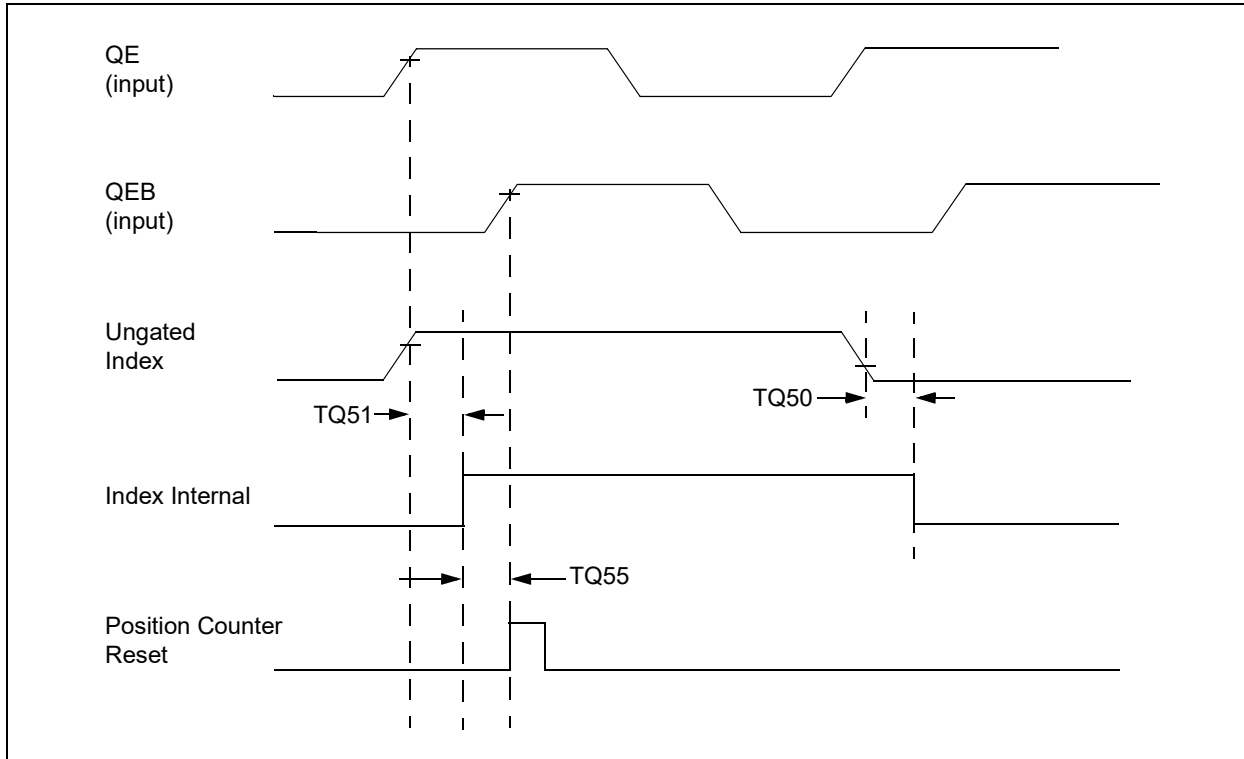 QE
(input)
QEB
(input)
Ungated
Index
TQ51
TQ50
Index Internal
TQ55
Position Counter
Reset